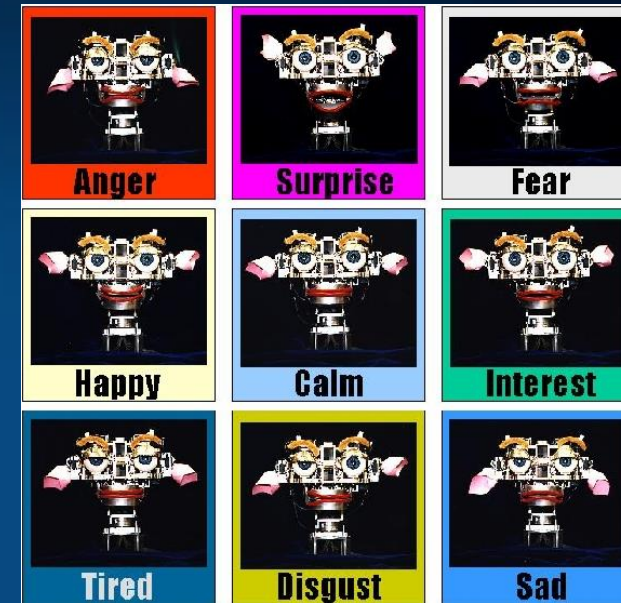 Anger
Surprise
Fear
Happy
Calm
Interest
Tired
Disgust
Sad